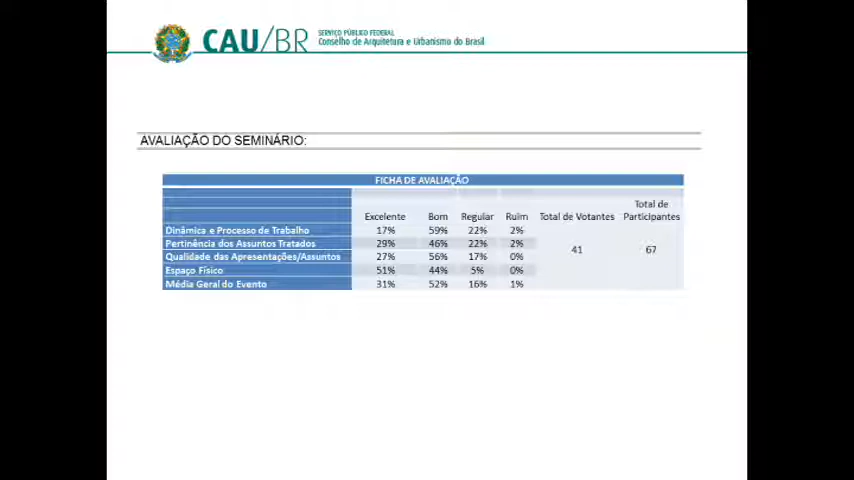 CAU/BR
SERVIÇO PÚBLICO FEDERAL
Conselho de Arquitetura e Urbanismo do Brasil
AVALIAÇÃO DO SEMINÁRIO:
FICHA DE AVALIAÇÃO
Excelente Bom Regular Ruim Total de Votantes Total de Participantes
Dinâmica e Processo de Trabalho 17% 59% 22% 2%
Pertinência dos Assuntos Tratados 29% 46% 22% 2%
41 67
Qualidade das Apresentações/Assuntos 27% 56% 17% 0%
Espaço Físico 51% 44% 5% 0%
Média Geral do Evento 31% 52% 16% 1%